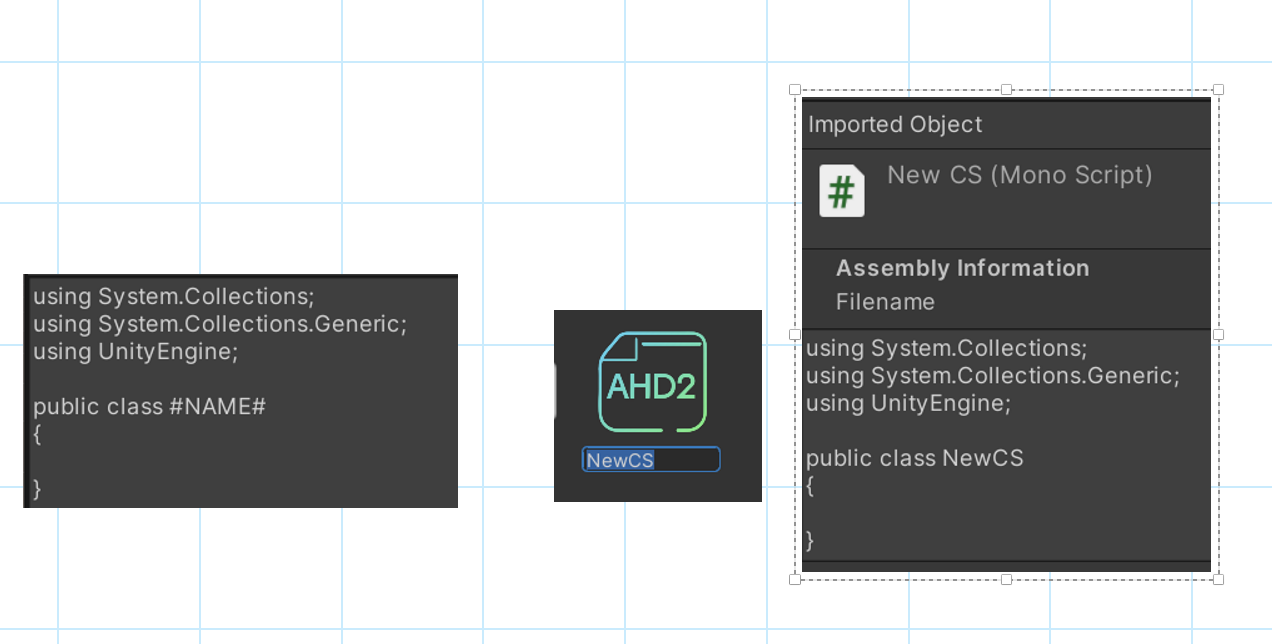 using System.Collections;
using System.Collections.Generic;
using UnityEngine;
public class #NAME#
{
}
AHD2
NewCS
Imported Object
#
New CS (Mono Script)
Assembly Information
Filename
using System.Collections;
using System.Collections.Generic;
using UnityEngine;
public class NewCS
{
}